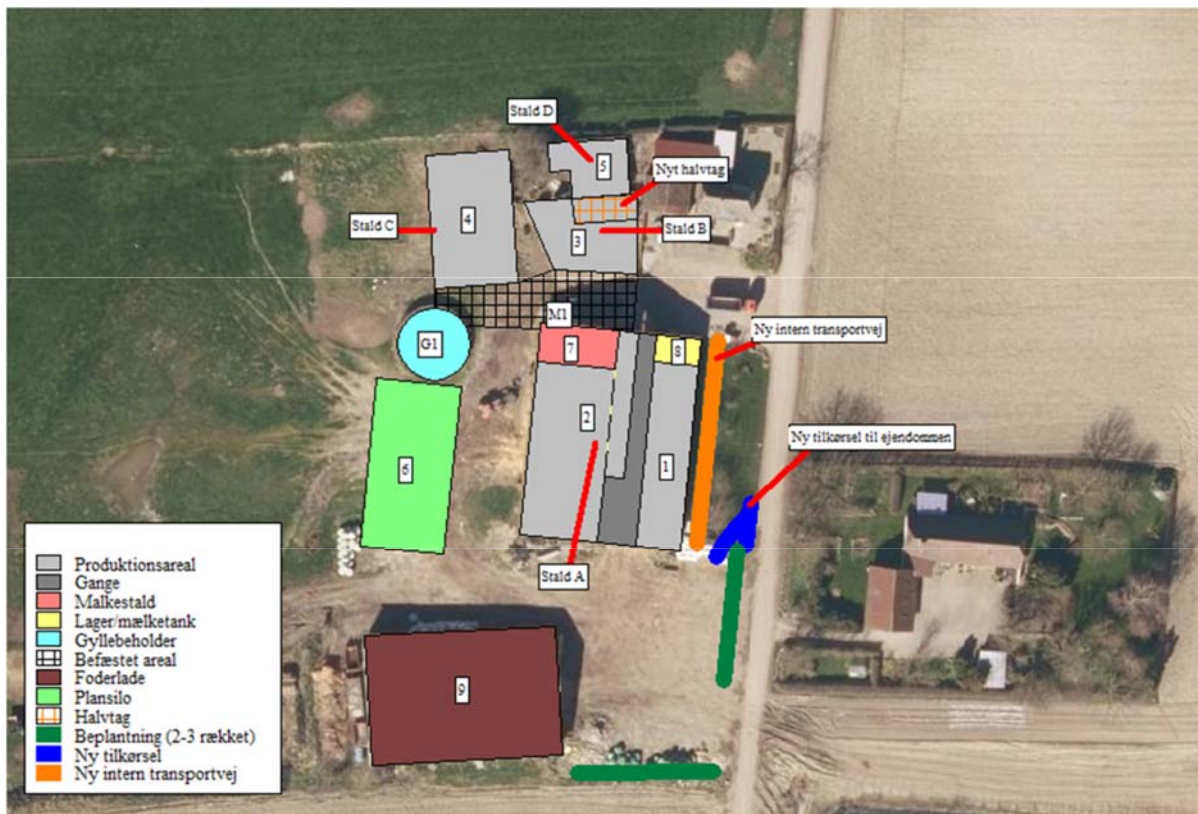 Stald D
5
Nyt halvtag
Stald C
4
3
Stald B
M1
G1
7
8
Ny intern transportvej
2
Ny tilkørsel til ejendommen
6
1
Stald A
9
Produktionsareal
Gange
Malkestald
Lager/mælketank
Gyllebeholder
Befæstet areal
Foderlade
Plansilo
Halvtag
Beplantning (2-3 rækket)
Ny tilkørsel
Ny intern transportvej